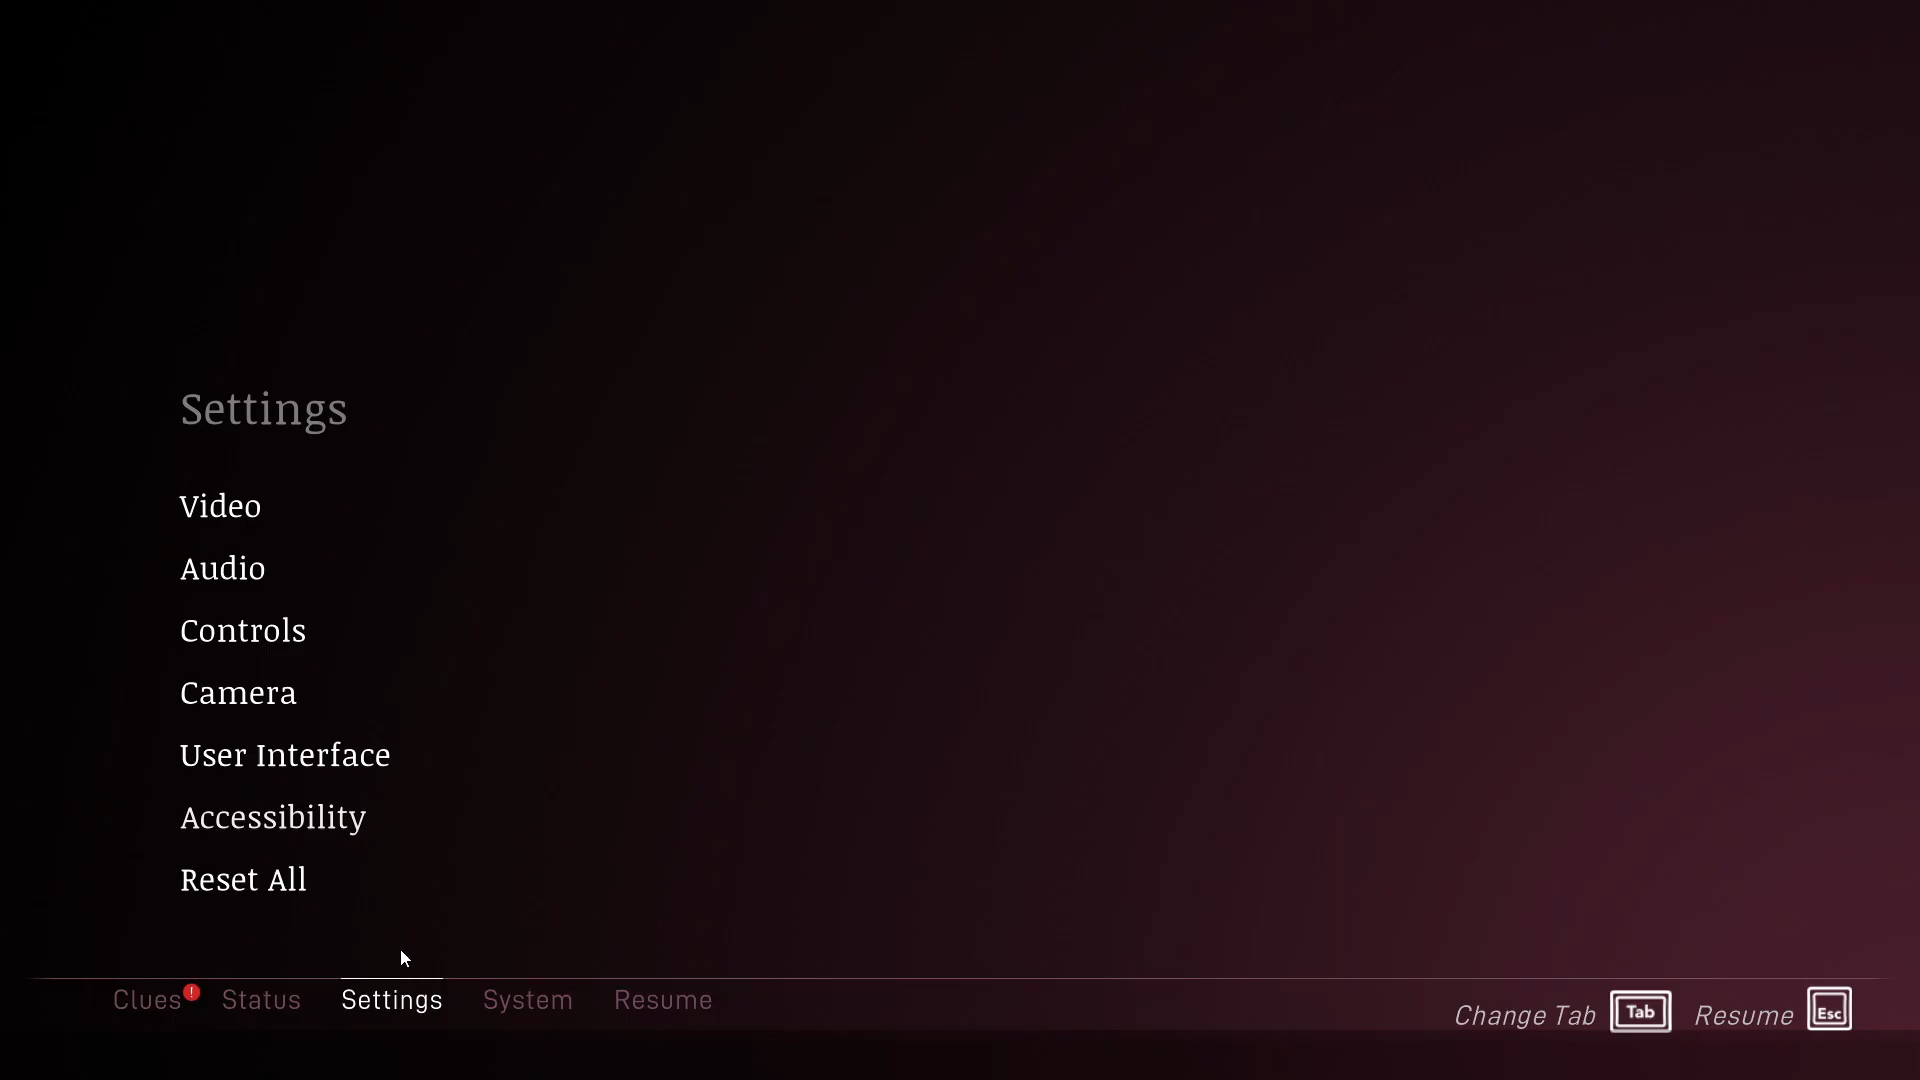 Settings
Video
Audio
Controls
Camera
User Interface
Accessibility
Reset All
Clues ! Status Settings System Resume
Change Tab Tab Resume Esc